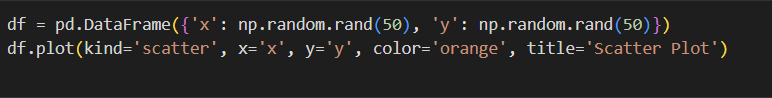 df = pd.DataFrame({'x': np.random.rand(50), 'y': np.random.rand(50)})
df.plot(kind='scatter', x='x', y='y', color='orange', title='Scatter Plot')